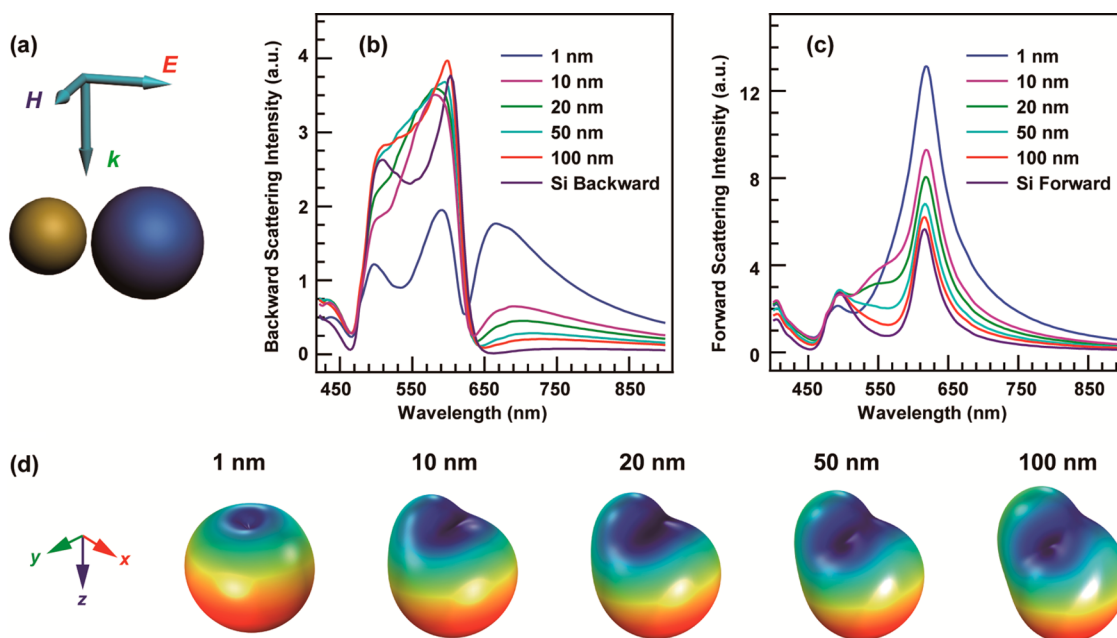 (a)
E
H
k
(b)
Backward Scattering Intensity (a.u.)
4
3
2
1
0
1 nm
10 nm
20 nm
50 nm
100 nm
Si Backward
450 550 650 750 850
Wavelength (nm)
(c)
Forward Scattering Intensity (a.u.)
12
9
6
3
0
1 nm
10 nm
20 nm
50 nm
100 nm
Si Forward
450 550 650 750 850
Wavelength (nm)
(d)
1 nm 10 nm 20 nm 50 nm 100 nm
y x
z